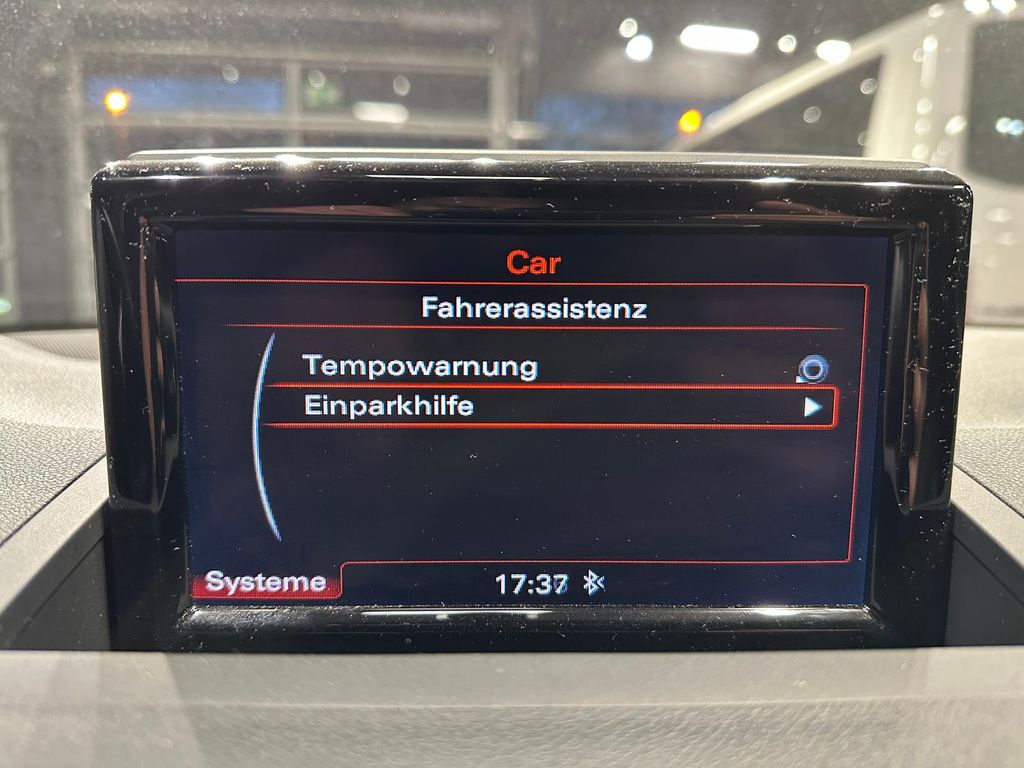 Car
Fahrerassistenz
Tempowarnung
Einparkhilfe
Systeme
17:37